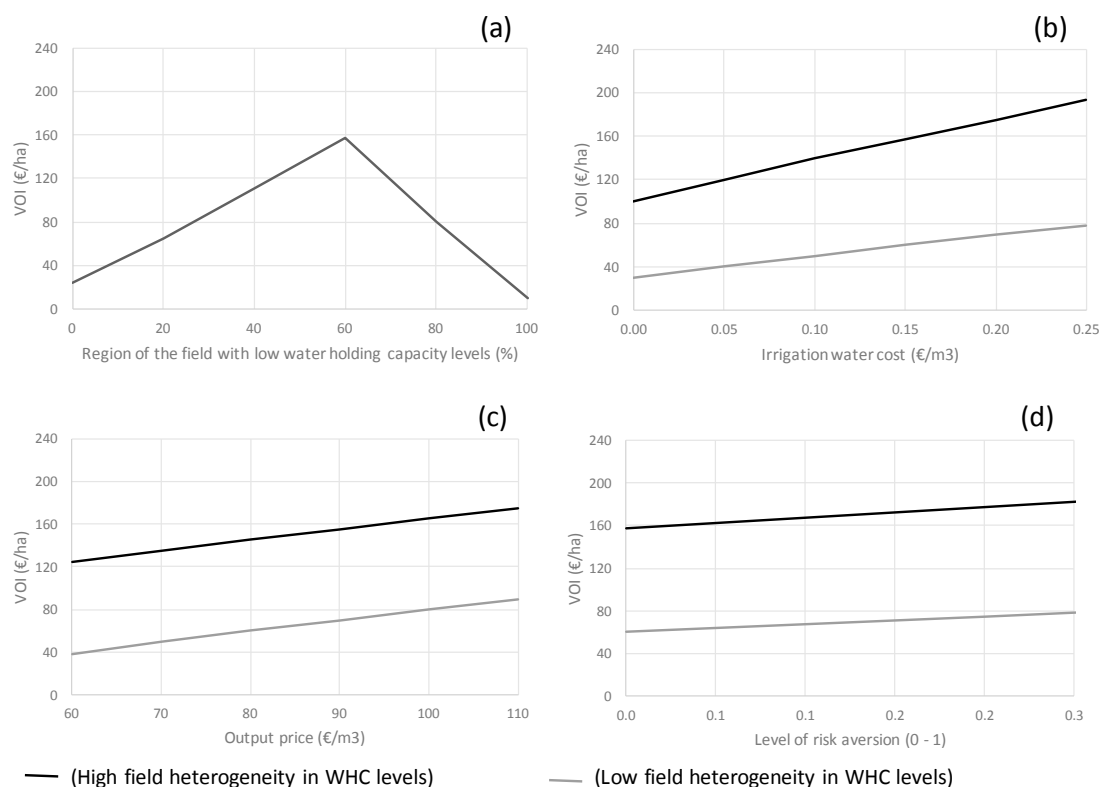 (a)
240
200
160
120
80
40
0
VOI (€/ha)
0 20 40 60 80 100
Region of the field with low water holding capacity levels (%)
(b)
240
200
160
120
80
40
0
VOI (€/ha)
0.00 0.05 0.10 0.15 0.20 0.25
Irrigation water cost (€/m3)
(c)
240
200
160
120
80
40
0
VOI (€/ha)
60 70 80 90 100 110
Output price (€/m3)
(d)
240
200
160
120
80
40
0
VOI (€/ha)
0.0 0.1 0.1 0.2 0.2 0.3
Level of risk aversion (0 - 1)
(High field heterogeneity in WHC levels)
(Low field heterogeneity in WHC levels)